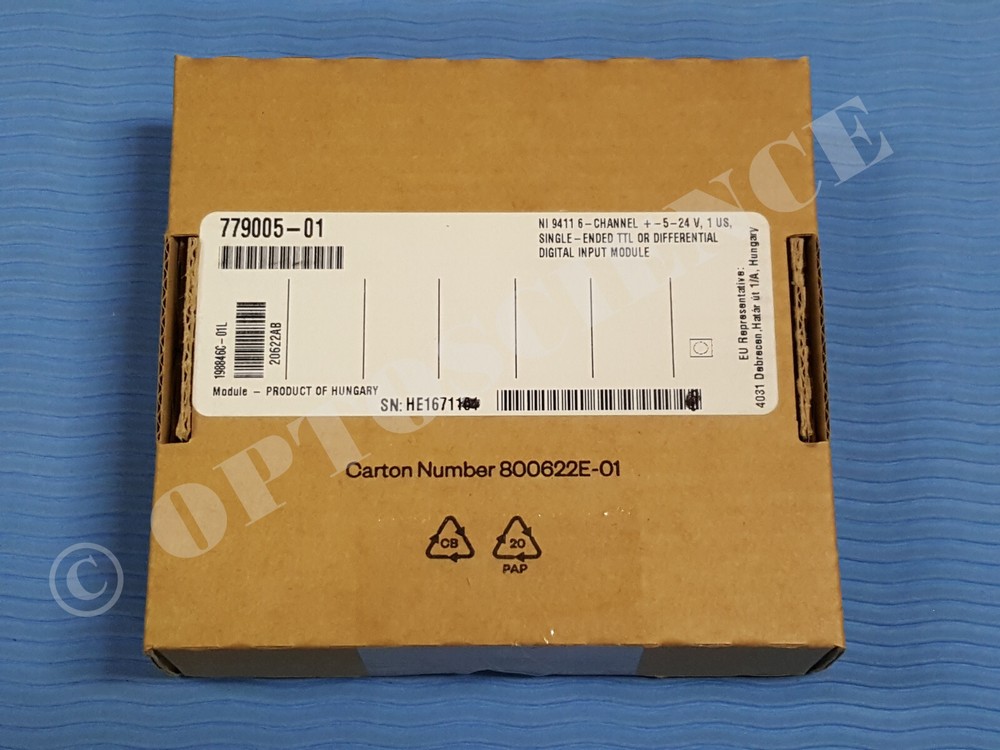 779005-01
NI 9411 6-CHANNEL +-5-24 V, 1 US,
SINGLE-ENDED TTL OR DIFFERENTIAL
DIGITAL INPUT MODULE
198846C-01L
20622AB
EU Representative:
4031 Debrecen,Határ út 1/A, Hungary
Module - PRODUCT OF HUNGARY
SN: HE1671
Carton Number 800622E-01
CB
20
PAP
© OPTOSCIENCE